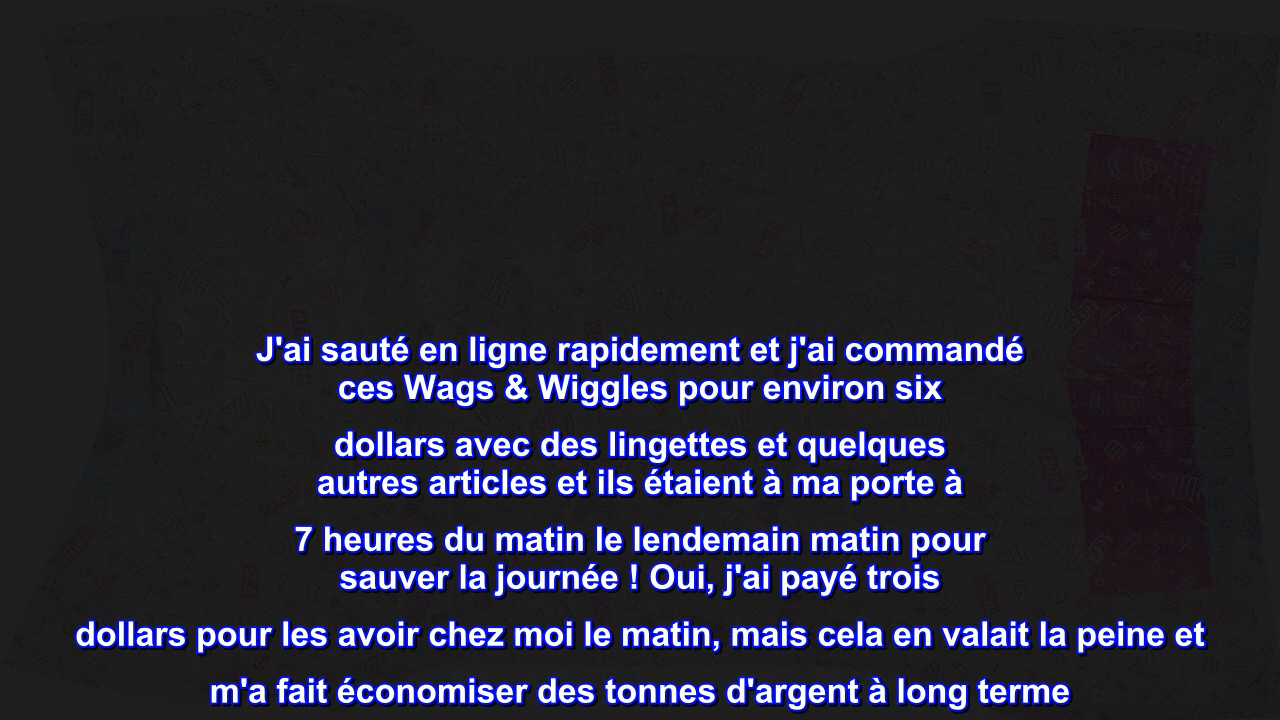 J'ai sauté en ligne rapidement et j'ai commandé
ces Wags & Wiggles pour environ six
dollars avec des lingettes et quelques
autres articles et ils étaient à ma porte à
7 heures du matin le lendemain matin pour
sauver la journée ! Oui, j'ai payé trois
dollars pour les avoir chez moi le matin, mais cela en valait la peine et
m'a fait économiser des tonnes d'argent à long terme